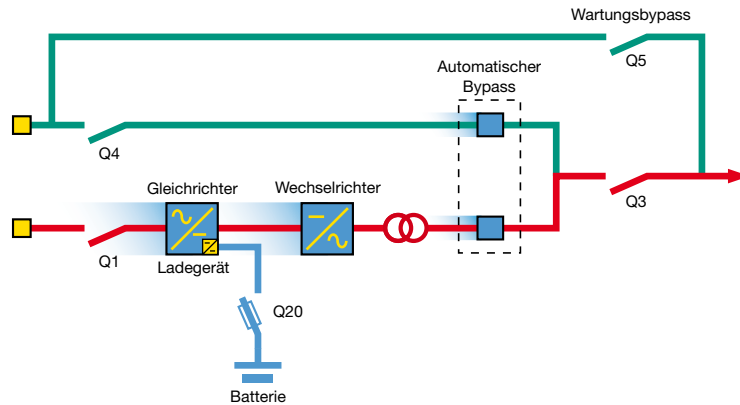 Wartungsbypass
Q5
Automatischer
Bypass
Q4
Gleichrichter
Wechselrichter
Q3
Q1
Ladegerät
Q20
Batterie